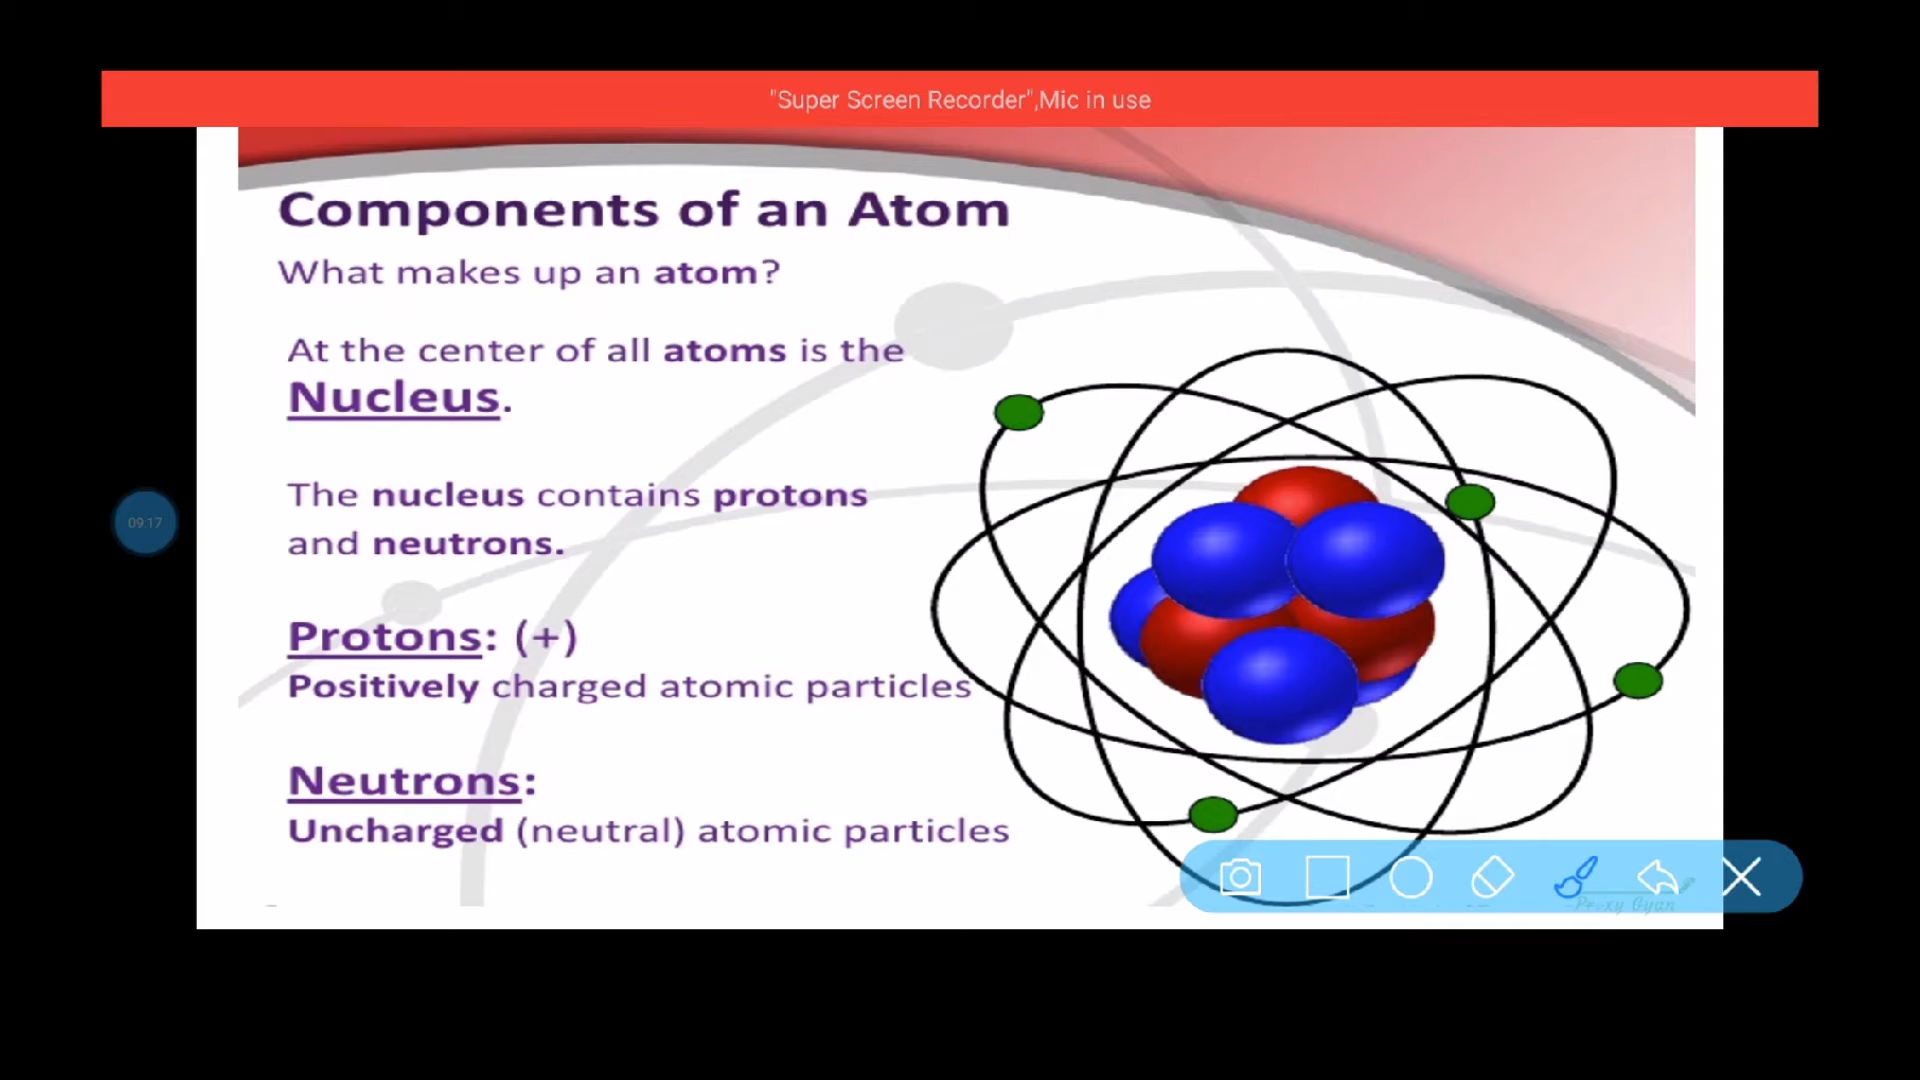 "Super Screen Recorder",Mic in use
Components of an Atom
What makes up an atom?
At the center of all atoms is the
Nucleus.
The nucleus contains protons
and neutrons.
09:17
Protons: (+)
Positively charged atomic particles
Neutrons:
Uncharged (neutral) atomic particles
Gyan